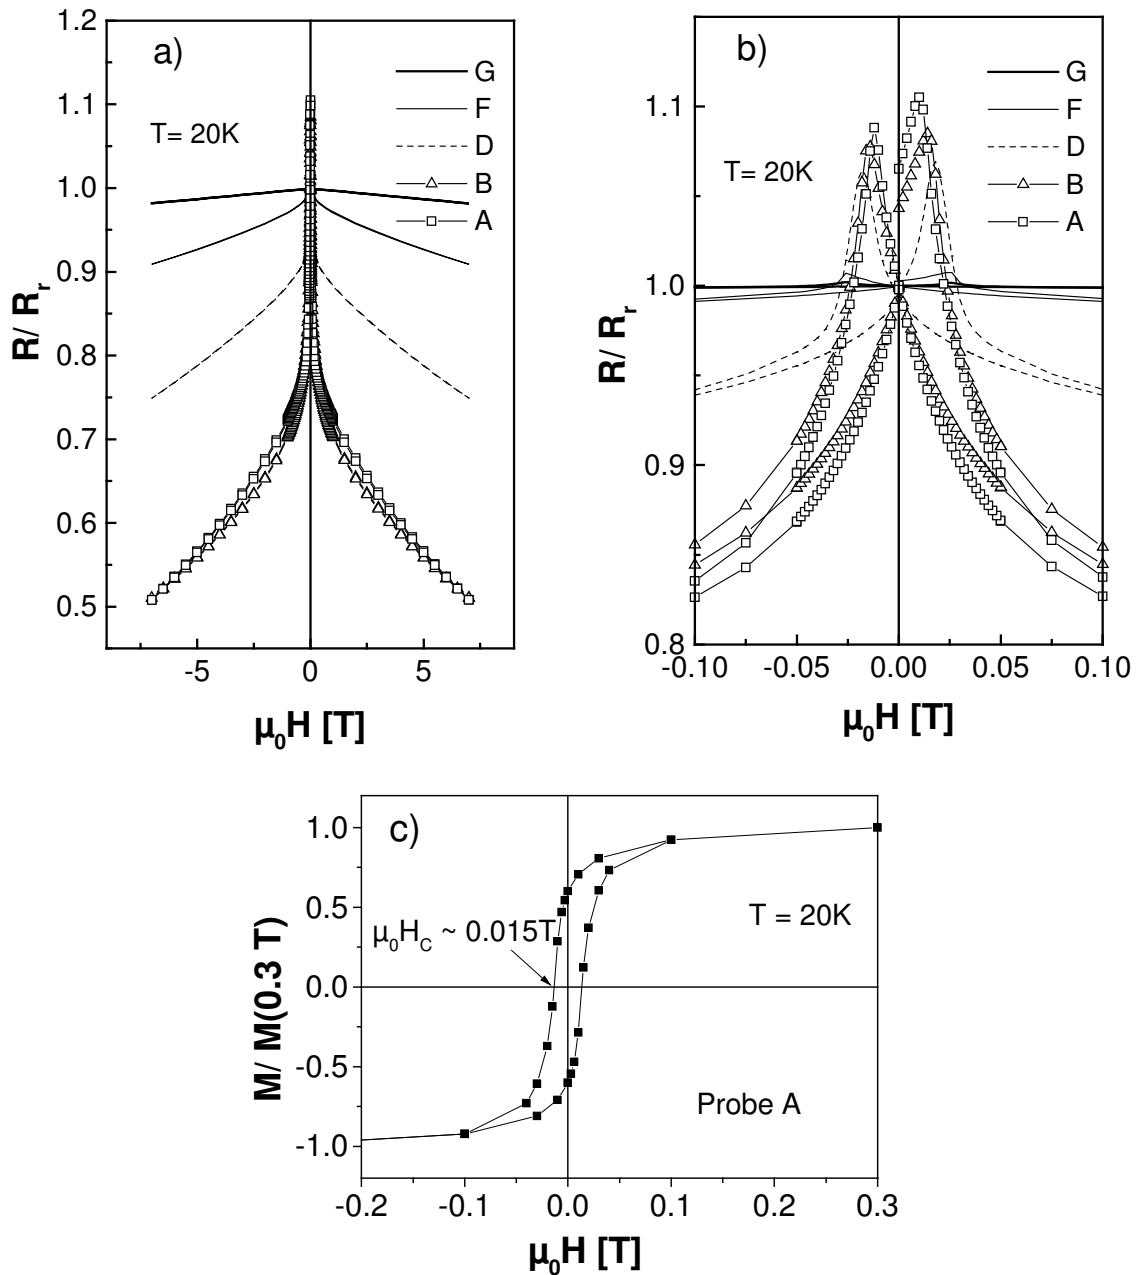 a)
1.2
1.1
1.0
0.9
0.8
0.7
0.6
0.5
R/ Rr
T= 20K
G
F
D
B
A
-5 0 5
μ0H [T]
b)
1.1
1.0
0.9
0.8
R/ Rr
T= 20K
G
F
D
B
A
-0.10 -0.05 0.00 0.05 0.10
μ0H [T]
c)
1.0
0.5
0.0
-0.5
-1.0
M/ M(0.3 T)
μ0HC ~ 0.015T
T = 20K
Probe A
-0.2 -0.1 0.0 0.1 0.2 0.3
μ0H [T]